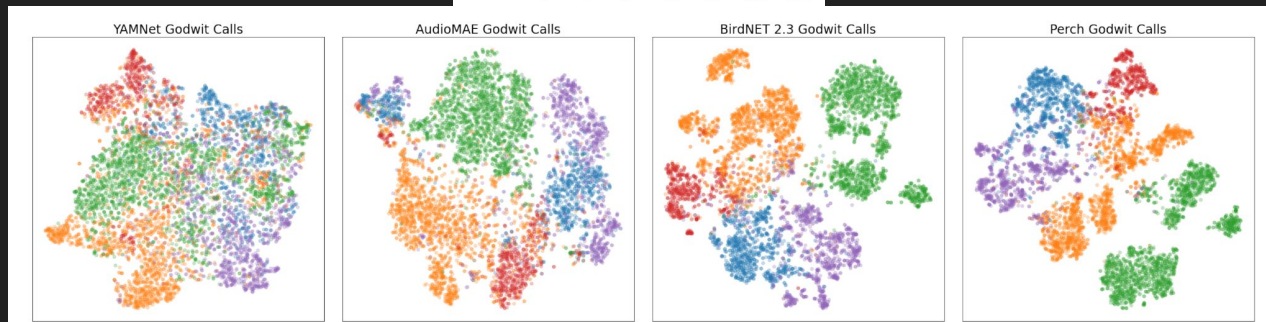 YAMNet Godwit Calls
AudioMAE Godwit Calls
BirdNET 2.3 Godwit Calls
Perch Godwit Calls